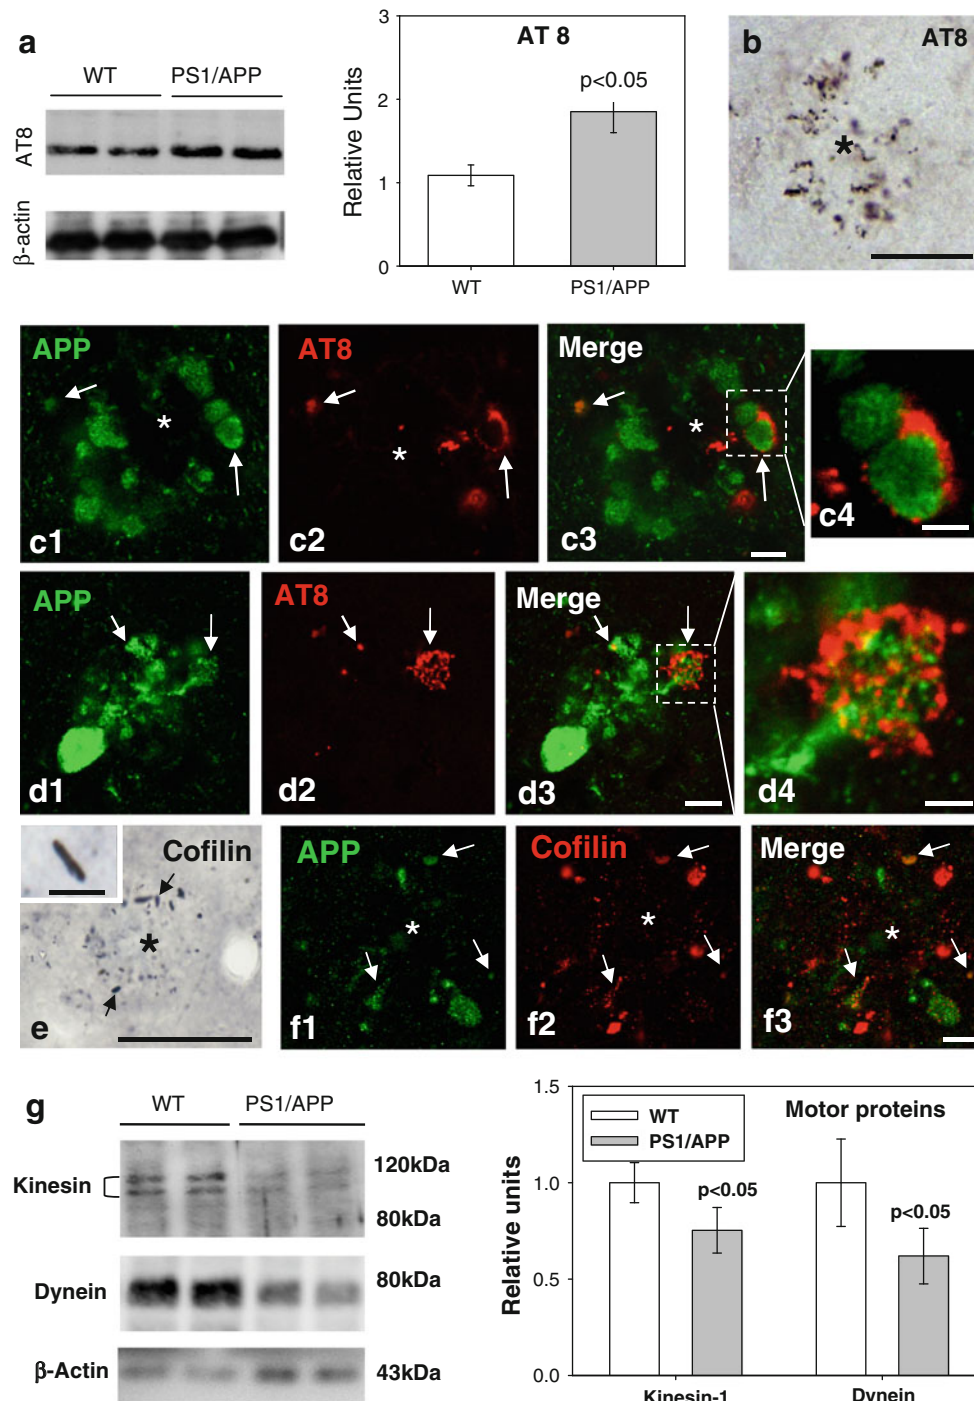 a
WT PS1/APP
AT8
β-actin
AT 8
Relative Units
3
2
1
0
p<0.05
WT PS1/APP
b AT8
*
APP AT8 Merge
* * *
c1 c2 c3 c4
APP AT8 Merge
d1 d2 d3 d4
Cofilin
*
e
APP Cofilin Merge
* * *
f1 f2 f3
g
WT PS1/APP
Kinesin 120kDa
80kDa
Dynein 80kDa
β-Actin 43kDa
Relative units
1.5
1.0
0.5
0.0
WT
PS1/APP
Motor proteins
p<0.05
p<0.05
Kinesin-1 Dynein